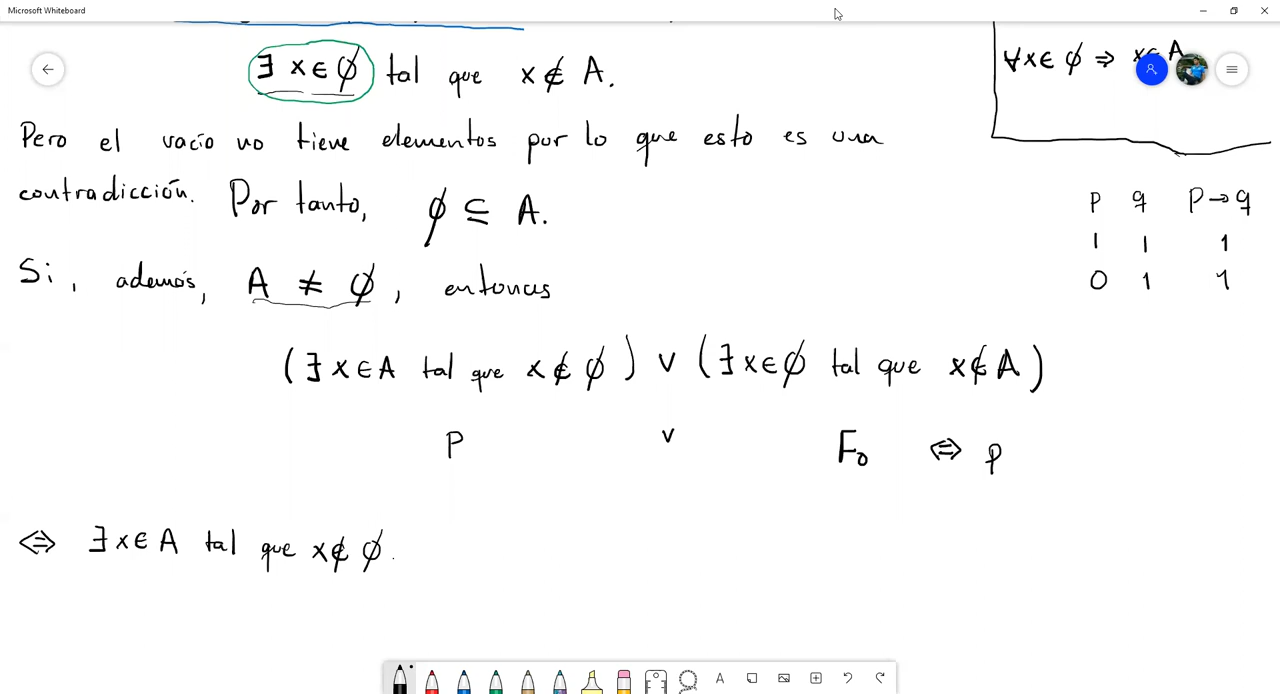 Microsoft Whiteboard
∃ x ∈ ∅ tal que x ∉ A.
∀x ∈ ∅ ⇒ x ∈ A
Pero el vacío no tiene elementos por lo que esto es una
contradicción. Por tanto, ∅ ⊆ A.
p q p → q
1 1 1
0 1 1
Si, además, A ≠ ∅, entonces
(∃ x ∈ A tal que x ∉ ∅) ∨ (∃ x ∈ ∅ tal que x ∉ A)
p ∨ F₀ ⇔ p
⇔ ∃ x ∈ A tal que x ∉ ∅.